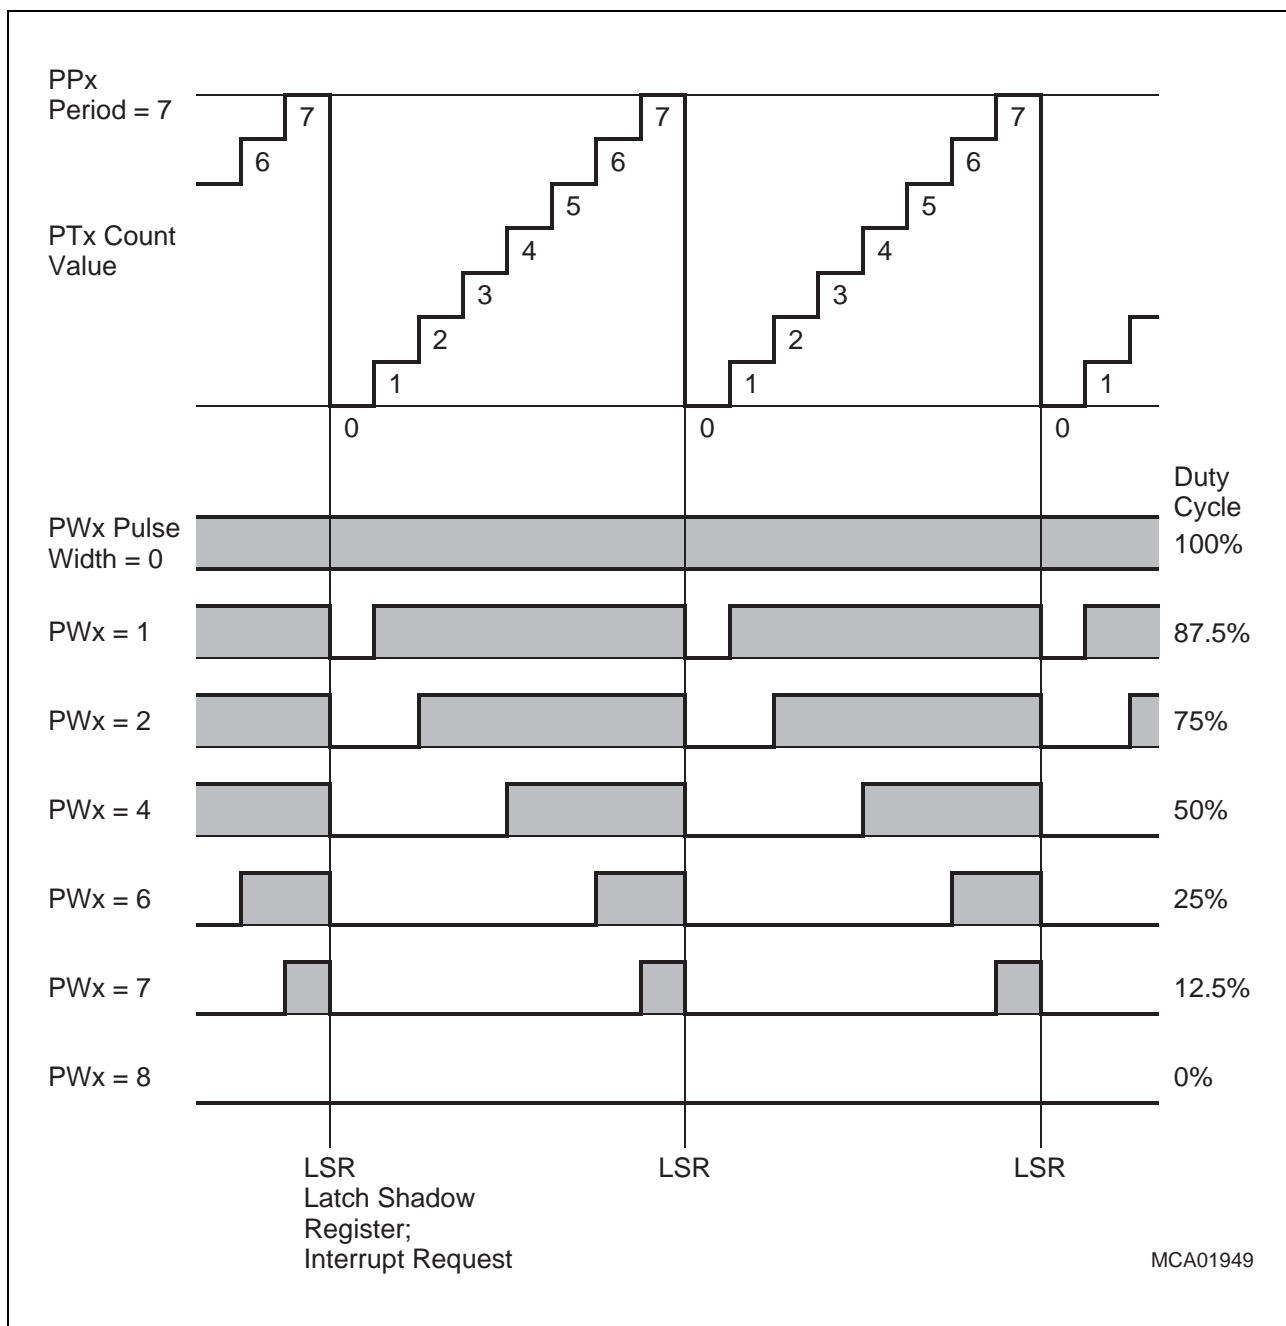 PPx
Period = 7
7
7
7
6
6
6
5
5
PTx Count
Value
4
4
3
3
2
2
1
1
1
0
0
0
Duty
Cycle
PWx Pulse
Width = 0
100%
PWx = 1
87.5%
PWx = 2
75%
PWx = 4
50%
PWx = 6
25%
PWx = 7
12.5%
PWx = 8
0%
LSR
Latch Shadow
Register;
Interrupt Request
LSR
LSR
MCA01949